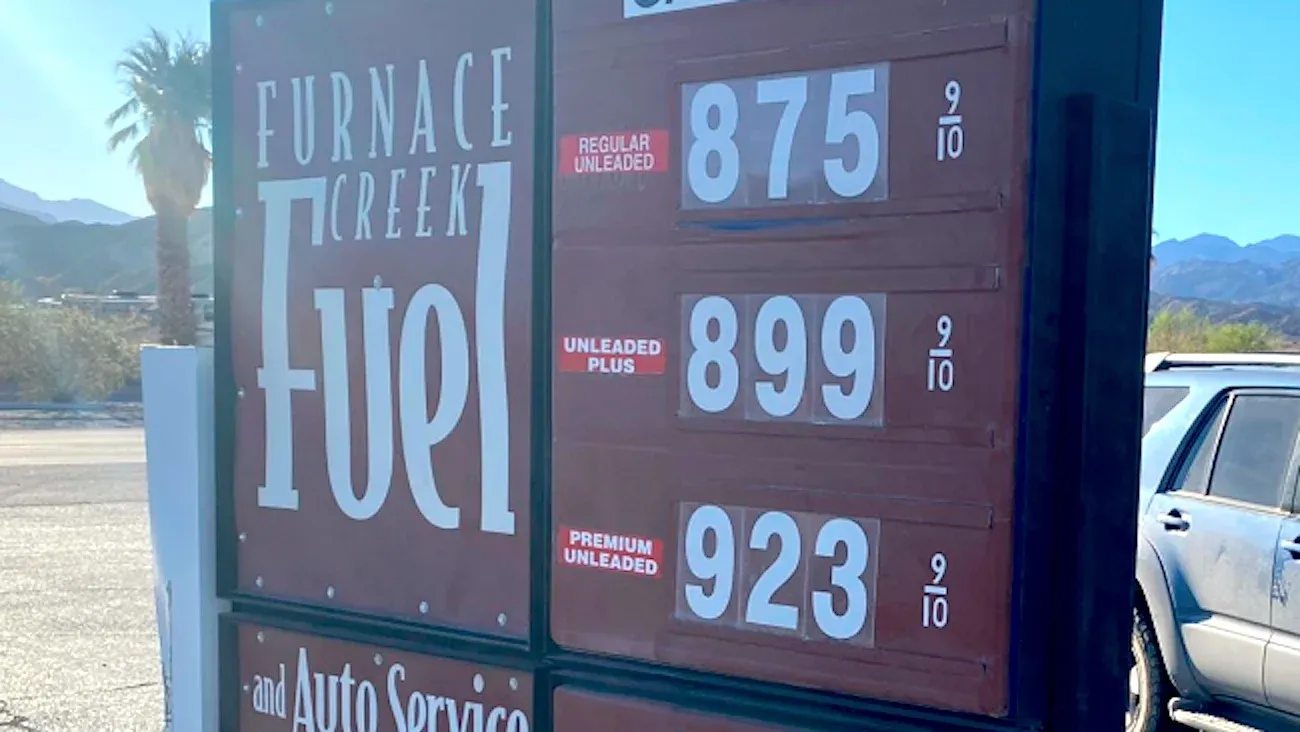 FURNACE
CREEK
Fuel
and Auto Service
REGULAR
UNLEADED
875 9/10
UNLEADED
PLUS
899 9/10
PREMIUM
UNLEADED
923 9/10